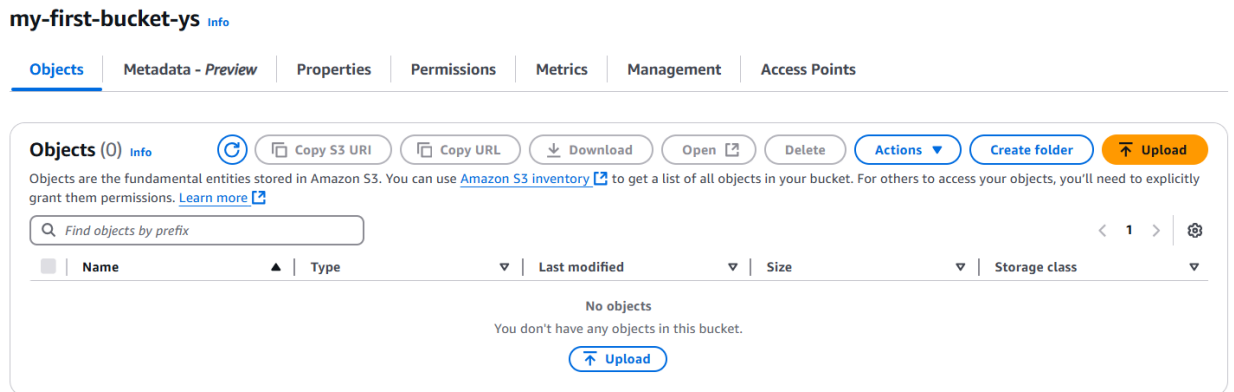 my-first-bucket-ys Info
Objects Metadata - Preview Properties Permissions Metrics Management Access Points
Objects (0) Info Copy S3 URI Copy URL Download Open Delete Actions Create folder Upload
Objects are the fundamental entities stored in Amazon S3. You can use Amazon S3 inventory to get a list of all objects in your bucket. For others to access your objects, you'll need to explicitly
grant them permissions. Learn more
Find objects by prefix 1
Name Type Last modified Size Storage class
No objects
You don't have any objects in this bucket.
Upload